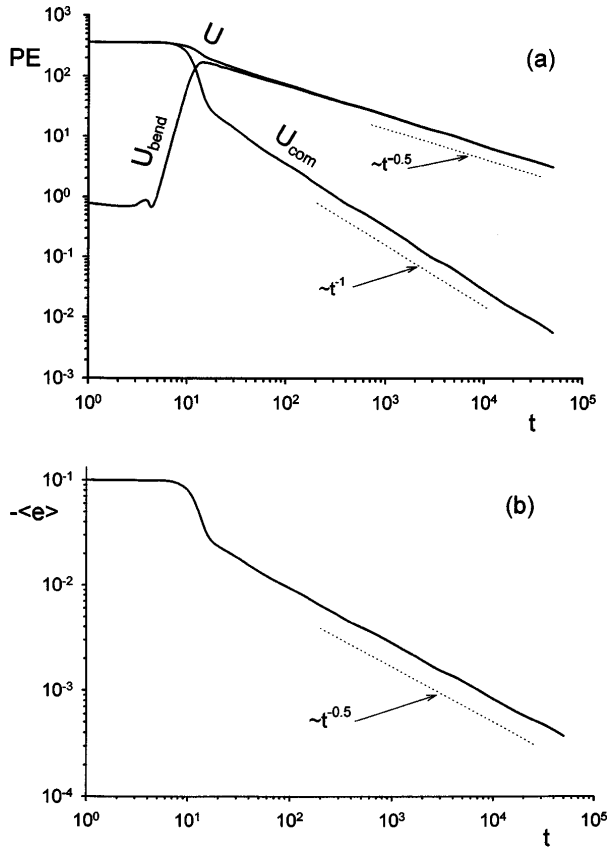 10³
PE
U
(a)
10²
10¹
U_bend
U_com
~t⁻⁰·⁵
10⁰
10⁻¹
~t⁻¹
10⁻²
10⁻³
10⁰ 10¹ 10² 10³ 10⁴ 10⁵
t
10⁻¹
-<e>
(b)
10⁻²
10⁻³
~t⁻⁰·⁵
10⁻⁴
10⁰ 10¹ 10² 10³ 10⁴ 10⁵
t